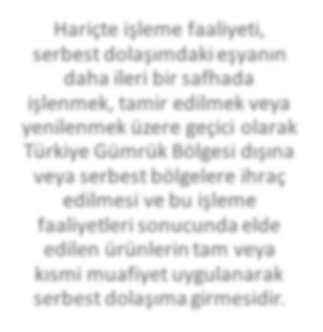 Hariçte işleme faaliyeti,
serbest dolaşımdaki eşyanın
daha ileri bir safhada
işlenmek, tamir edilmek veya
yenilenmek üzere geçici olarak
Türkiye Gümrük Bölgesi dışına
veya serbest bölgelere ihraç
edilmesi ve bu işleme
faaliyetleri sonucunda elde
edilen ürünlerin tam veya
kısmi muafiyet uygulanarak
serbest dolaşıma girmesidir.